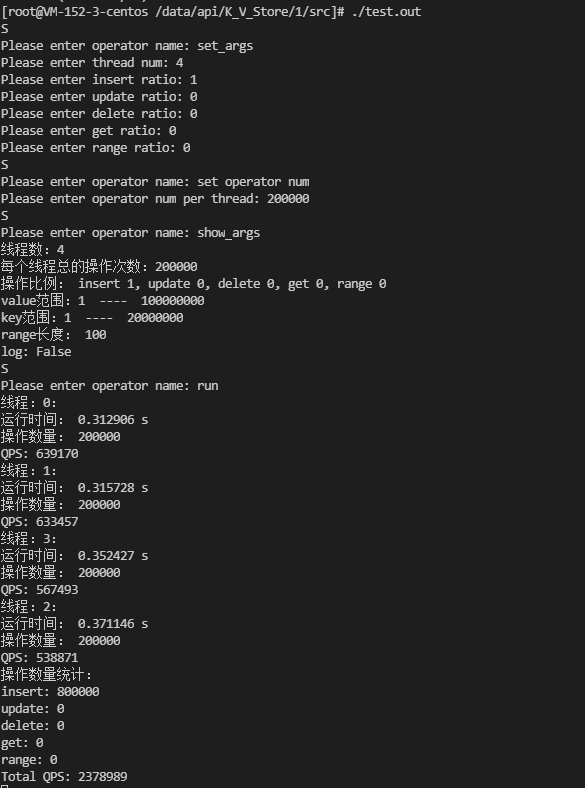 [root@VM-152-3-centos /data/api/K_V_Store/1/src]# ./test.out
S
Please enter operator name: set_args
Please enter thread num: 4
Please enter insert ratio: 1
Please enter update ratio: 0
Please enter delete ratio: 0
Please enter get ratio: 0
Please enter range ratio: 0
S
Please enter operator name: set operator num
Please enter operator num per thread: 200000
S
Please enter operator name: show_args
线程数: 4
每个线程总的操作次数: 200000
操作比例: insert 1, update 0, delete 0, get 0, range 0
value范围: 1 ---- 100000000
key范围: 1 ---- 20000000
range长度: 100
log: False
S
Please enter operator name: run
线程: 0:
运行时间: 0.312906 s
操作数量: 200000
QPS: 639170
线程: 1:
运行时间: 0.315728 s
操作数量: 200000
QPS: 633457
线程: 3:
运行时间: 0.352427 s
操作数量: 200000
QPS: 567493
线程: 2:
运行时间: 0.371146 s
操作数量: 200000
QPS: 538871
操作数量统计:
insert: 800000
update: 0
delete: 0
get: 0
range: 0
Total QPS: 2378989